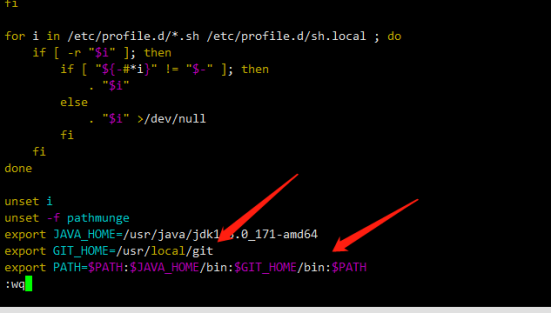 fi
for i in /etc/profile.d/*.sh /etc/profile.d/sh.local ; do
if [ -r "$i" ]; then
if [ "${-#*i}" != "$-" ]; then
. "$i"
else
. "$i" >/dev/null
fi
fi
done
unset i
unset -f pathmunge
export JAVA_HOME=/usr/java/jdk1.8.0_171-amd64
export GIT_HOME=/usr/local/git
export PATH=$PATH:$JAVA_HOME/bin:$GIT_HOME/bin:$PATH
:wq